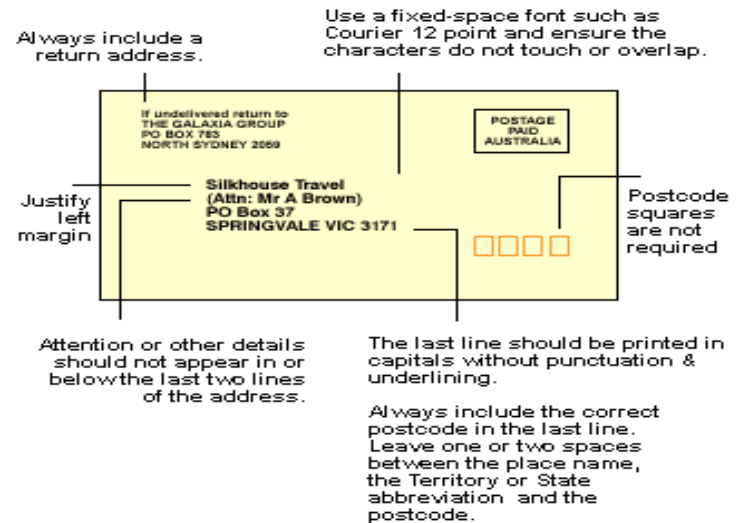 Always include a
return address.
Use a fixed-space font such as
Courier 12 point and ensure the
characters do not touch or overlap.
If undelivered return to
THE GALAXIA GROUP
PO BOX 783
NORTH SYDNEY 2059
POSTAGE
PAID
AUSTRALIA
Justify
left
margin
Silkhouse Travel
(Attn: Mr A Brown)
PO Box 37
SPRINGVALE VIC 3171
Postcode
squares
are not
required
Attention or other details
should not appear in or
below the last two lines
of the address.
The last line should be printed in
capitals without punctuation &
underlining.
Always include the correct
postcode in the last line.
Leave one or two spaces
between the place name,
the Territory or State
abbreviation and the
postcode.